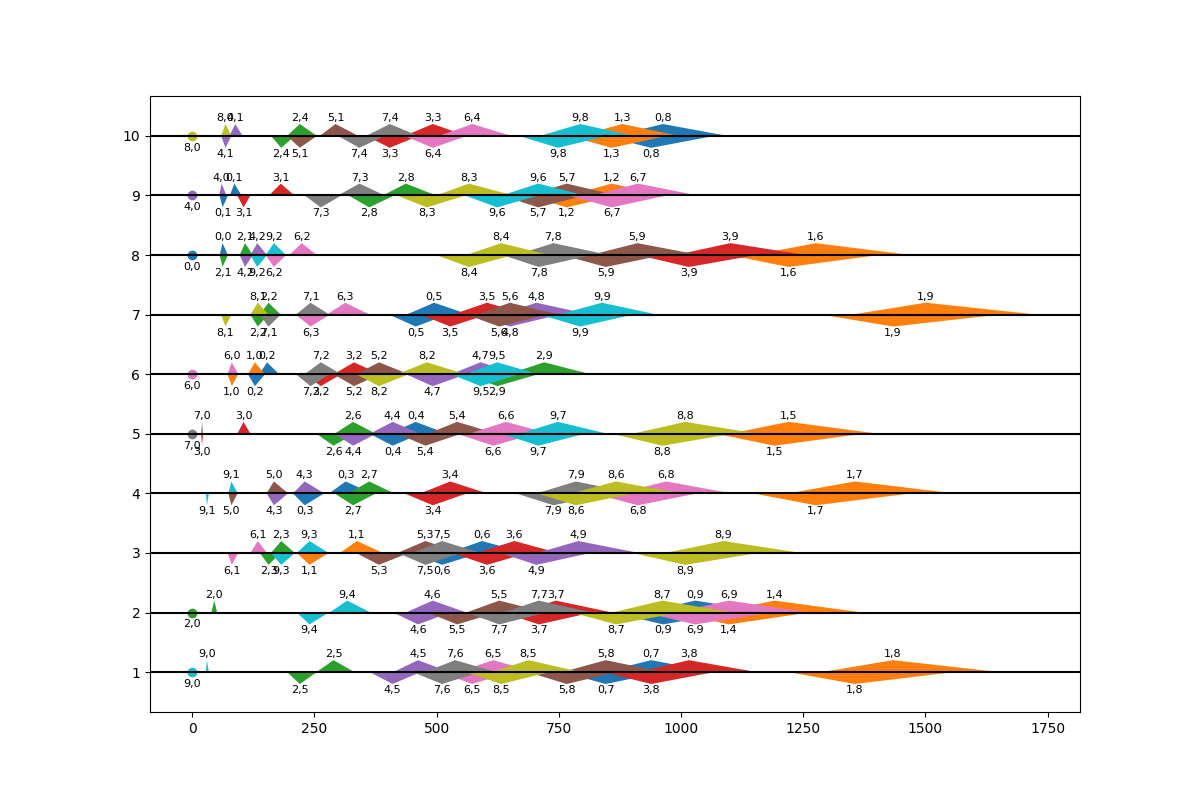 8,0 0,1 2,4 5,1 7,4 3,3 6,4 9,8 1,3 0,8
10
8,0 4,1 2,4 5,1 7,4 3,3 6,4 9,8 1,3 0,8
4,0 0,1 3,1 7,3 2,8 8,3 9,6 5,7 1,2 6,7
9
4,0 0,1 3,1 7,3 2,8 8,3 9,6 5,7 1,2 6,7
0,0 2,1 4,2 9,2 6,2 8,4 7,8 5,9 3,9 1,6
8
0,0 2,1 4,2 9,2 6,2 8,4 7,8 5,9 3,9 1,6
8,1 2,2 7,1 6,3 0,5 3,5 5,6 4,8 9,9 1,9
7
8,1 2,2 7,1 6,3 0,5 3,5 5,6 4,8 9,9 1,9
6,0 1,0 0,2 7,2 3,2 5,2 8,2 4,7 9,5 2,9
6
6,0 1,0 0,2 7,2 3,2 5,2 8,2 4,7 9,5 2,9
7,0 3,0 2,6 4,4 0,4 5,4 6,6 9,7 8,8 1,5
5
7,0 3,0 2,6 4,4 0,4 5,4 6,6 9,7 8,8 1,5
9,1 5,0 4,3 0,3 2,7 3,4 7,9 8,6 6,8 1,7
4
9,1 5,0 4,3 0,3 2,7 3,4 7,9 8,6 6,8 1,7
6,1 2,3 9,3 1,1 5,3 7,5 0,6 3,6 4,9 8,9
3
6,1 2,3 9,3 1,1 5,3 7,5 0,6 3,6 4,9 8,9
2,0 9,4 4,6 5,5 7,7 3,7 8,7 0,9 6,9 1,4
2
2,0 9,4 4,6 5,5 7,7 3,7 8,7 0,9 6,9 1,4
9,0 2,5 4,5 7,6 6,5 8,5 5,8 0,7 3,8 1,8
1
9,0 2,5 4,5 7,6 6,5 8,5 5,8 0,7 3,8 1,8
0 250 500 750 1000 1250 1500 1750